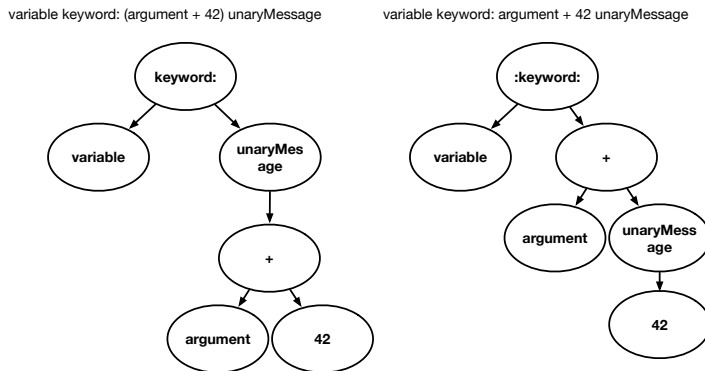 variable keyword: (argument + 42) unaryMessage
keyword:
variable
unaryMes
age
+
argument
42
variable keyword: argument + 42 unaryMessage
:keyword:
variable
+
argument
unaryMess
age
42